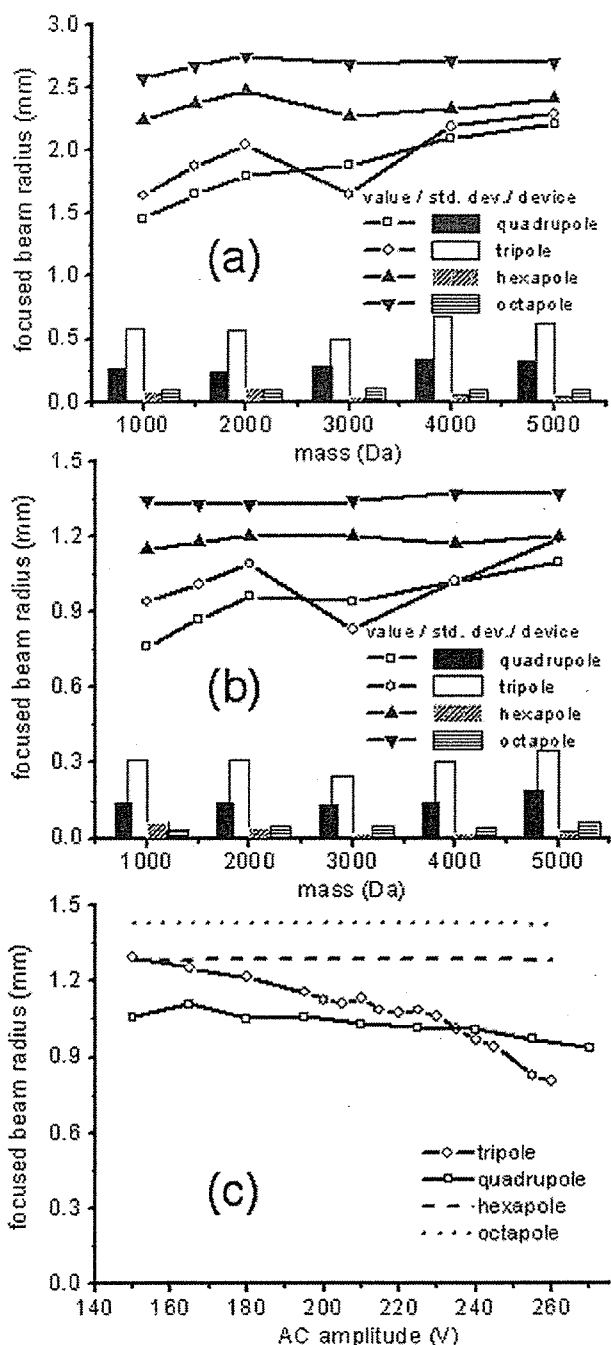 3.0
2.5
2.0
1.5
1.0
0.5
0.0
focused beam radius (mm)
value / std. dev./ device
quadrupole
tripole
hexapole
octapole
(a)
1000 2000 3000 4000 5000
mass (Da)
1.5
1.2
0.9
0.6
0.3
0.0
focused beam radius (mm)
value / std. dev./ device
quadrupole
tripole
hexapole
octapole
(b)
1000 2000 3000 4000 5000
mass (Da)
1.5
1.2
0.9
0.6
0.3
0.0
focused beam radius (mm)
(c)
tripole
quadrupole
hexapole
octapole
140 160 180 200 220 240 260
AC amplitude (V)